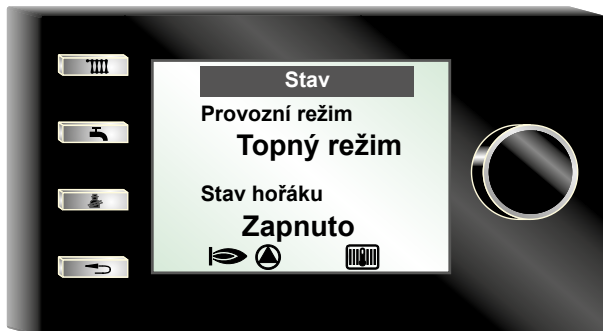 Stav
Provozní režim
Topný režim
Stav hořáku
Zapnuto